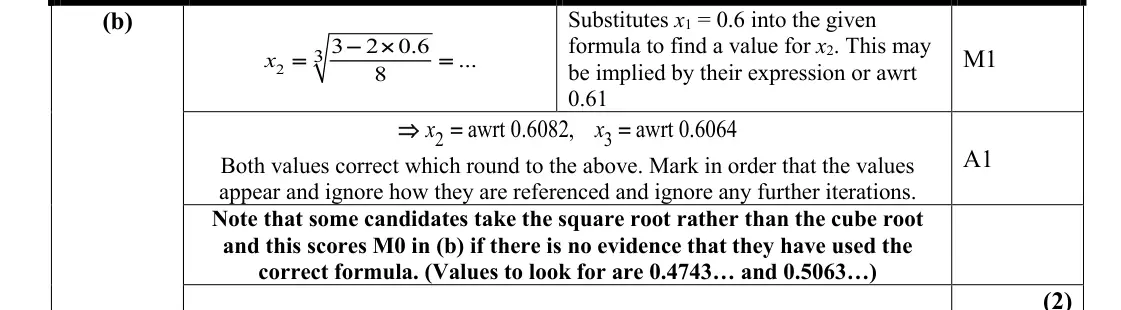 (b)
x₂ = ∛((3 − 2 × 0.6)/8) = ...
Substitutes x₁ = 0.6 into the given
formula to find a value for x₂. This may
be implied by their expression or awrt
0.61
M1
⇒ x₂ = awrt 0.6082, x₃ = awrt 0.6064
Both values correct which round to the above. Mark in order that the values
appear and ignore how they are referenced and ignore any further iterations.
A1
Note that some candidates take the square root rather than the cube root
and this scores M0 in (b) if there is no evidence that they have used the
correct formula. (Values to look for are 0.4743… and 0.5063…)
(2)